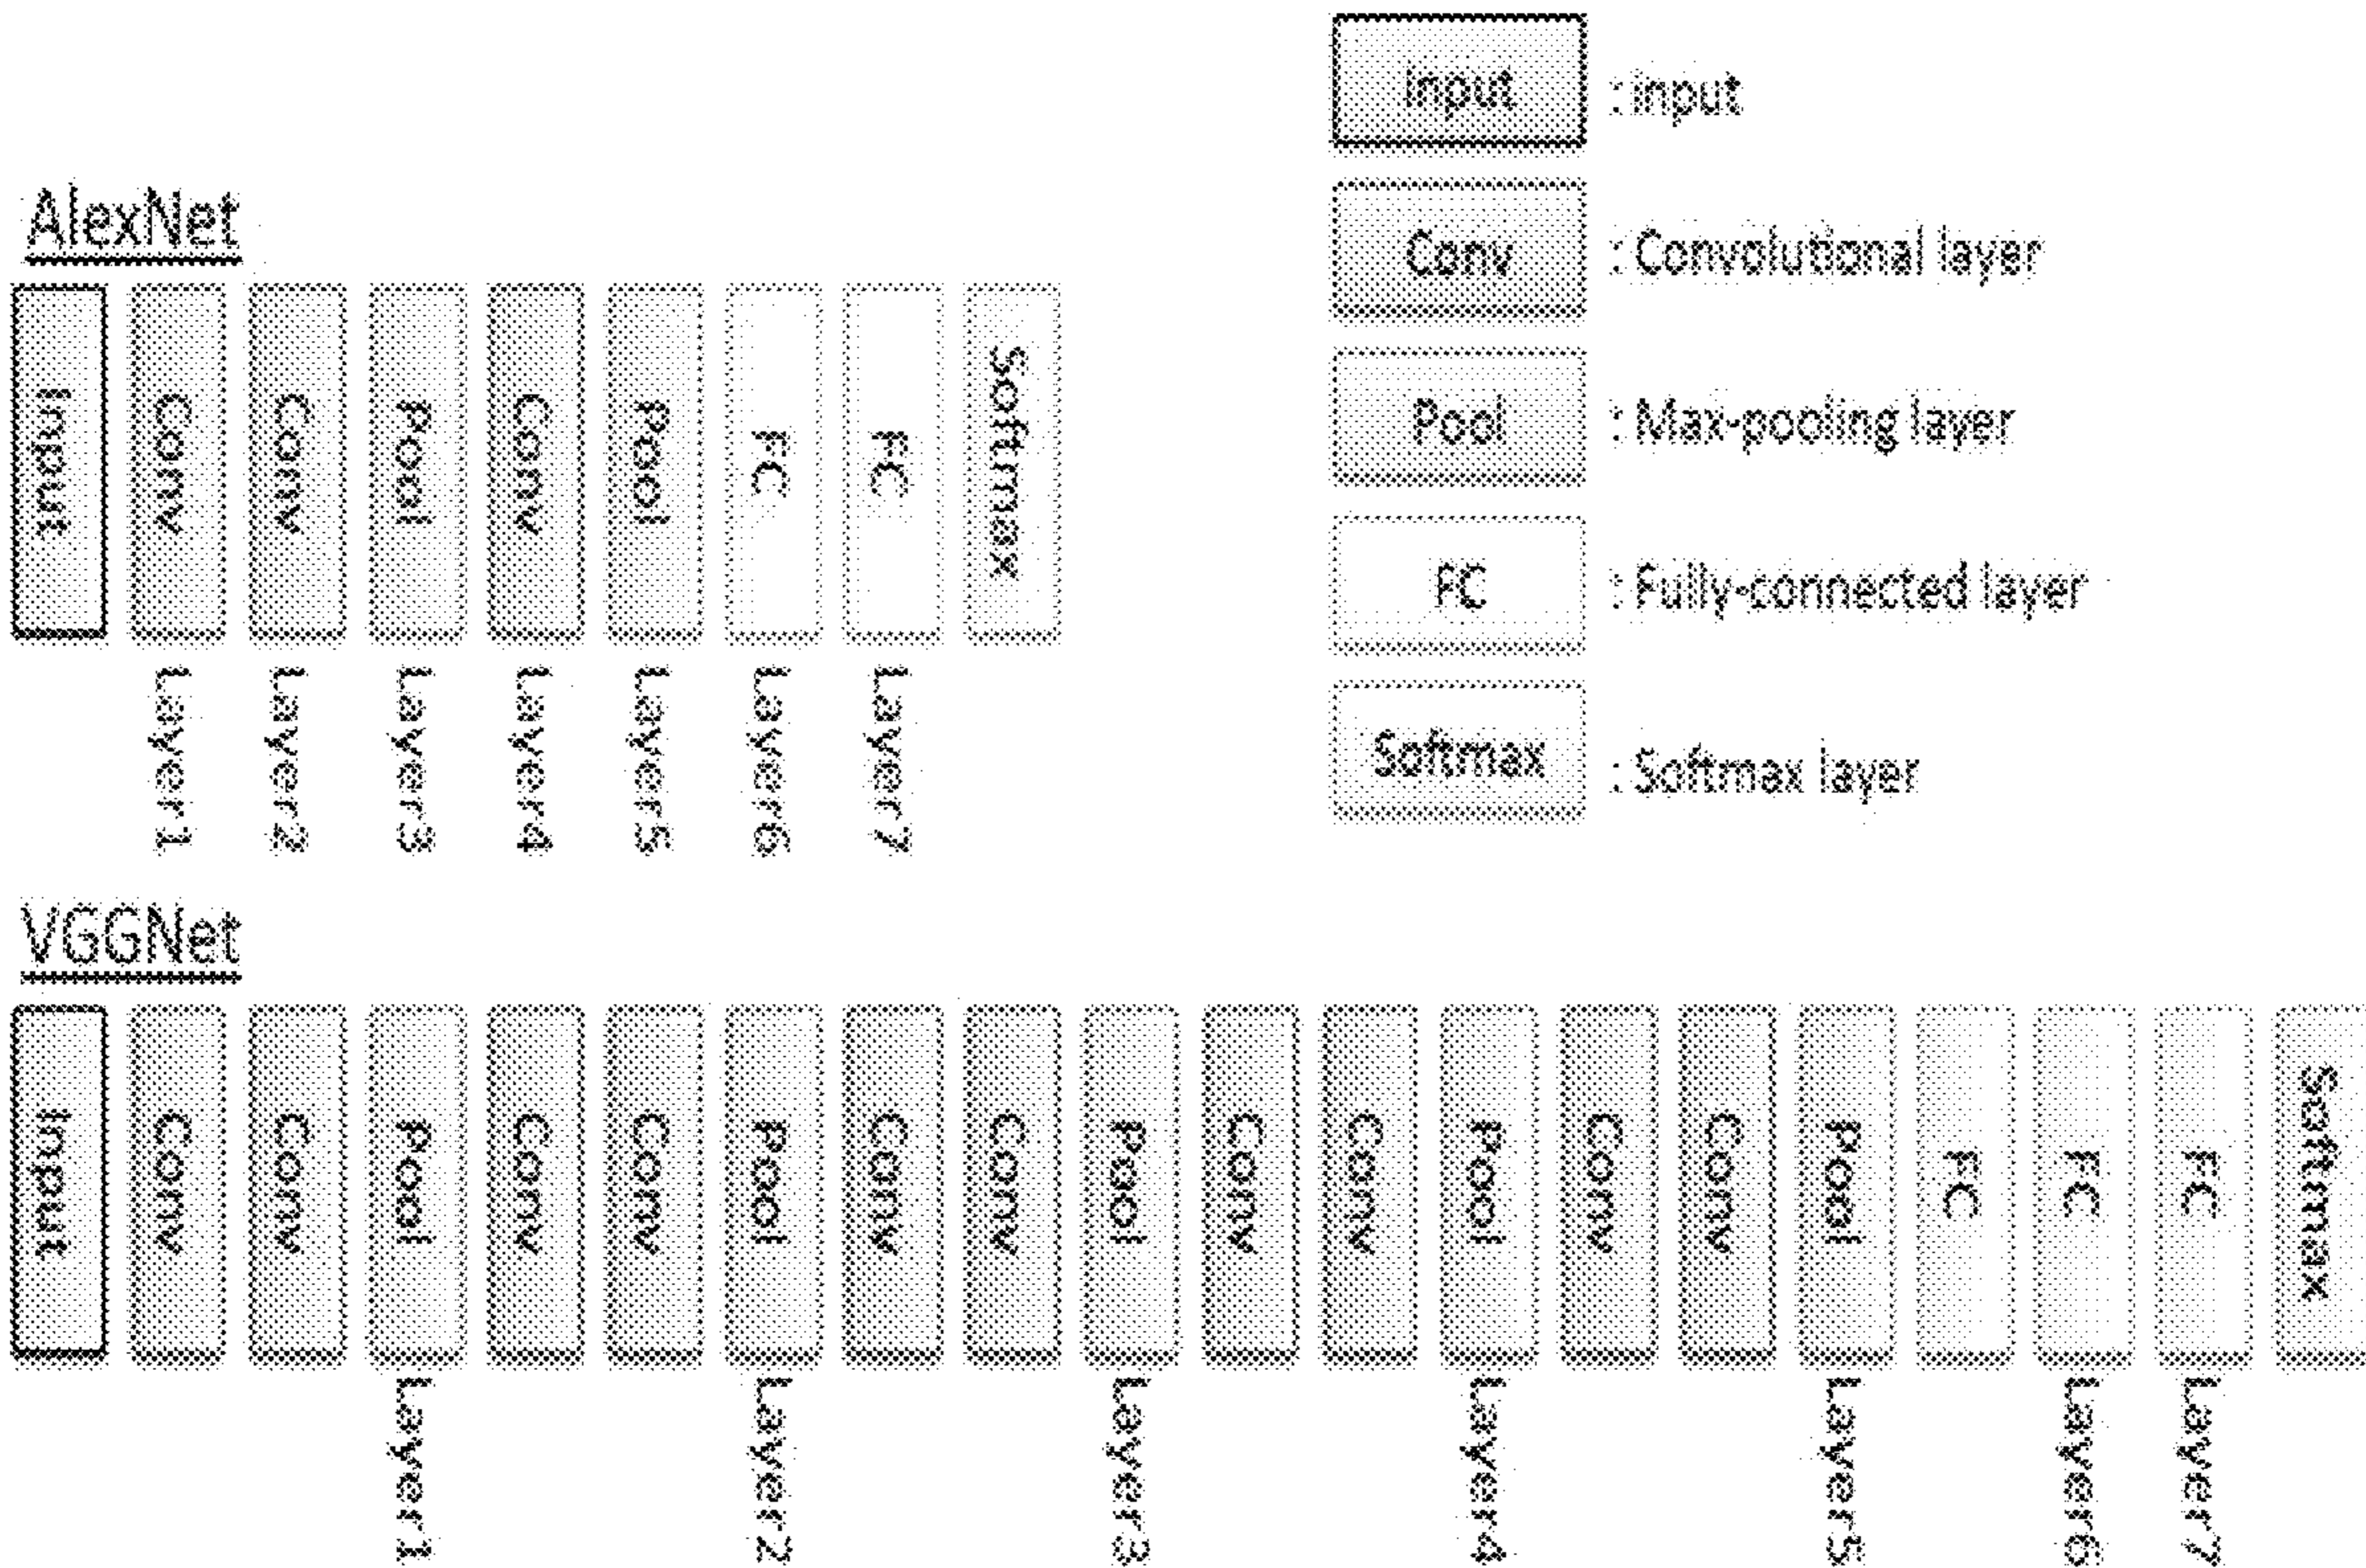 Input : input
Conv : Convolutional layer
Pool : Max-pooling layer
FC : Fully-connected layer
Softmax : Softmax layer
AlexNet
Input Conv Conv Pool Conv Pool FC FC Softmax
Layer1 Layer2 Layer3 Layer4 Layer5 Layer6 Layer7
VGGNet
Input Conv Conv Pool Conv Conv Pool Conv Conv Pool Conv Conv Pool Conv Conv Pool FC FC FC Softmax
Layer1 Layer2 Layer3 Layer4 Layer5 Layer6 Layer7